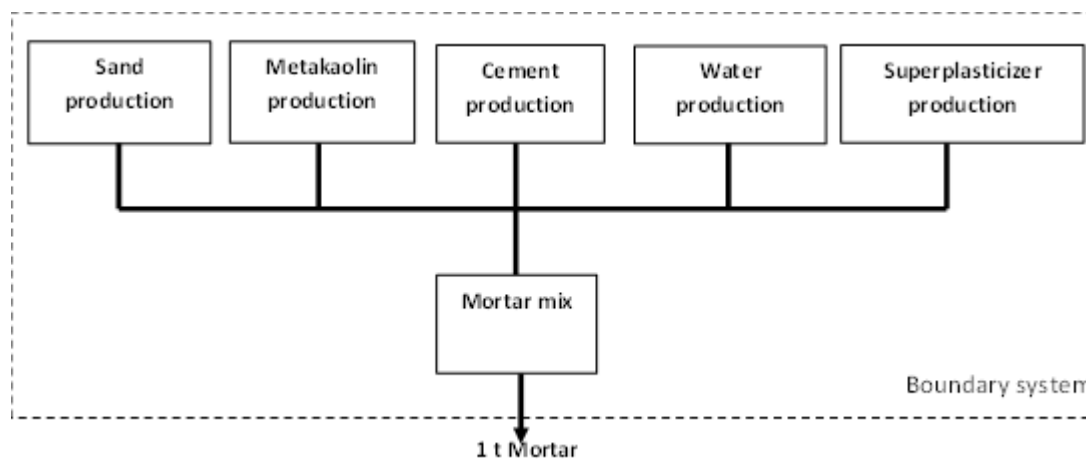 Sand
production
Metakaolin
production
Cement
production
Water
production
Superplasticizer
production
Mortar mix
Boundary system
1 t Mortar